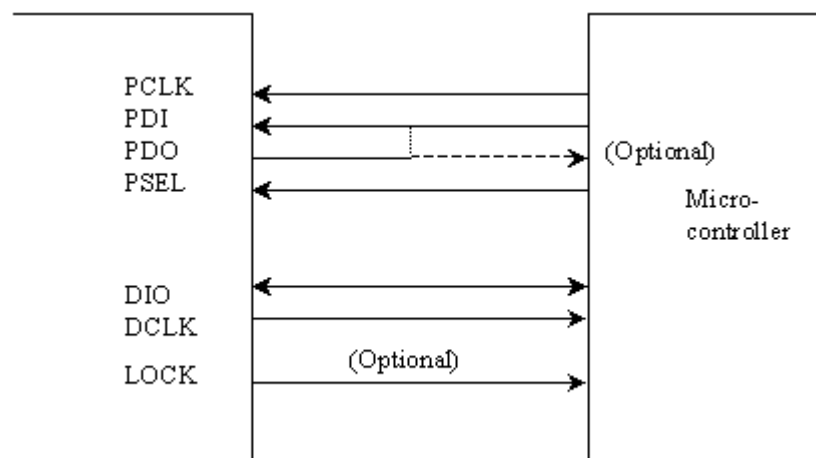 PCLK
PDI
PDO
(Optional)
PSEL
Micro-
controller
DIO
DCLK
(Optional)
LOCK